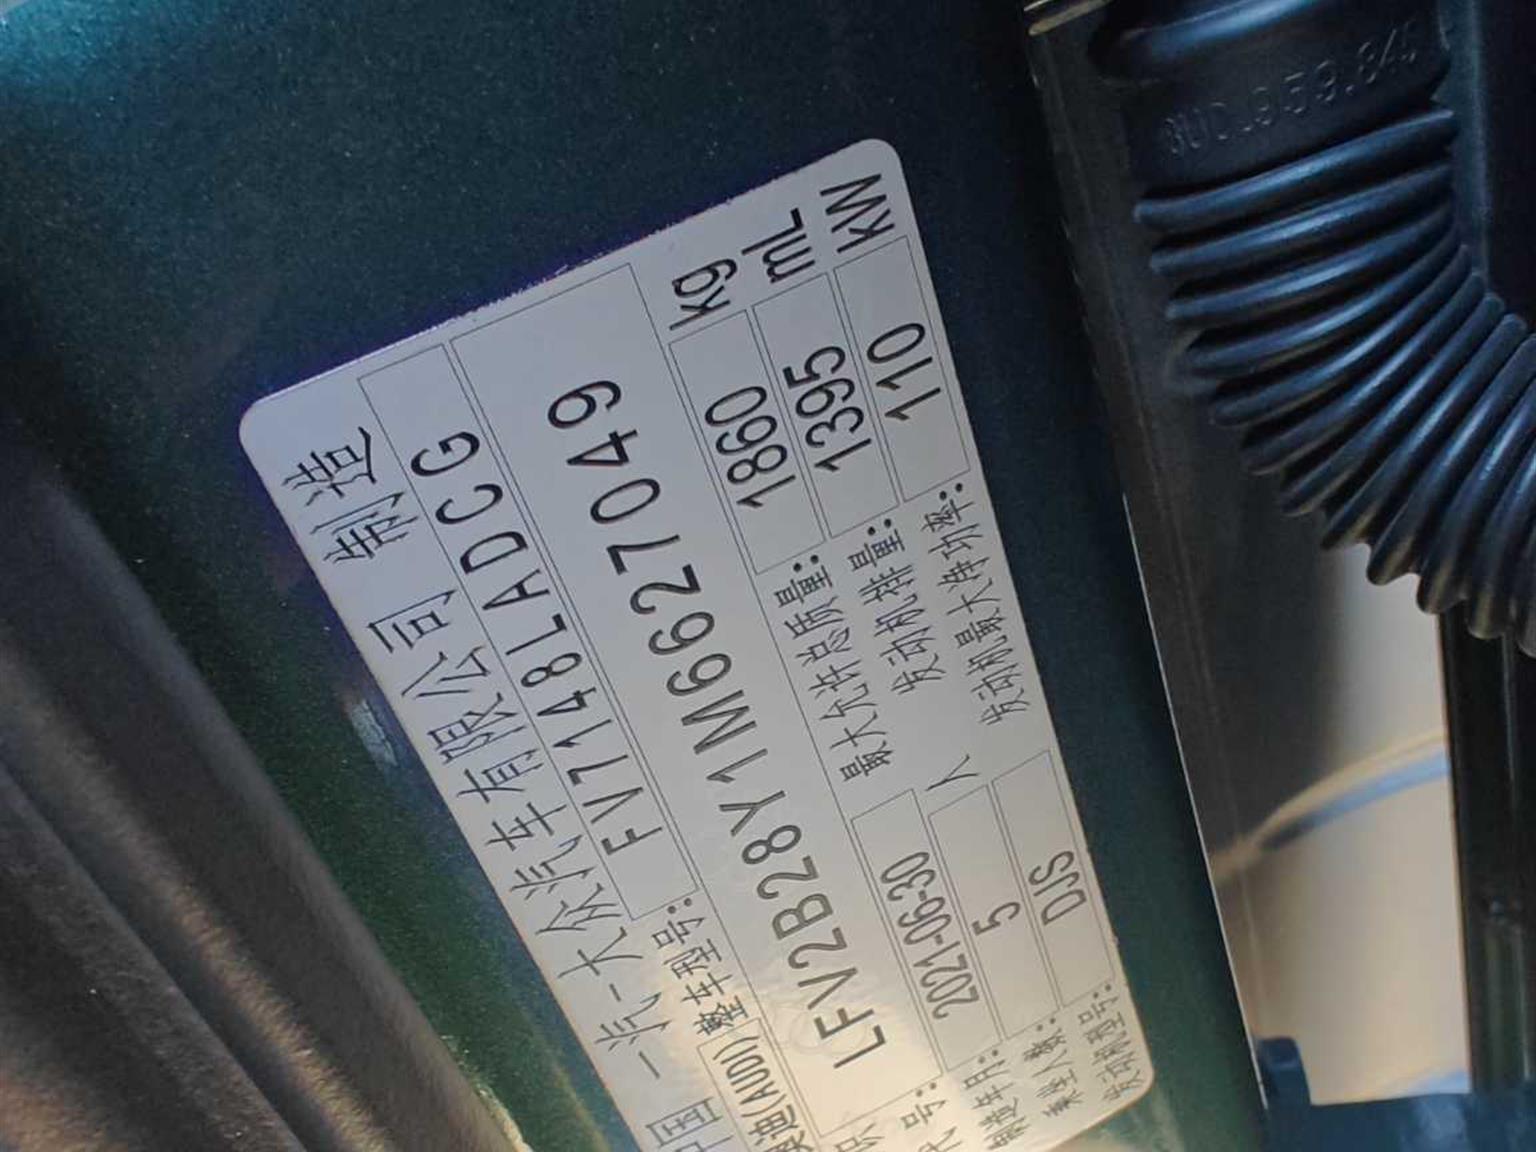 中国 一汽-大众汽车有限公司 制造
奥迪(AUDI) 整车型号: FV7148LADCG
识
代号: LFV2B28Y1M6627049
制造年月: 2021-06-30 最大允许总质量: 1860 kg
乘坐人数: 5 人 发动机排量: 1395 mL
发动机型号: DJS 发动机最大净功率: 110 kW
959.840